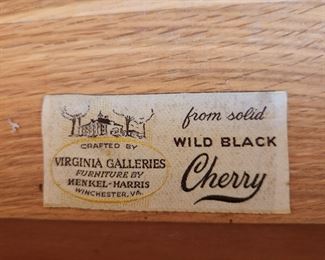 CRAFTED BY
VIRGINIA GALLERIES
FURNITURE BY
HENKEL-HARRIS
WINCHESTER, VA.
from solid
WILD BLACK
Cherry